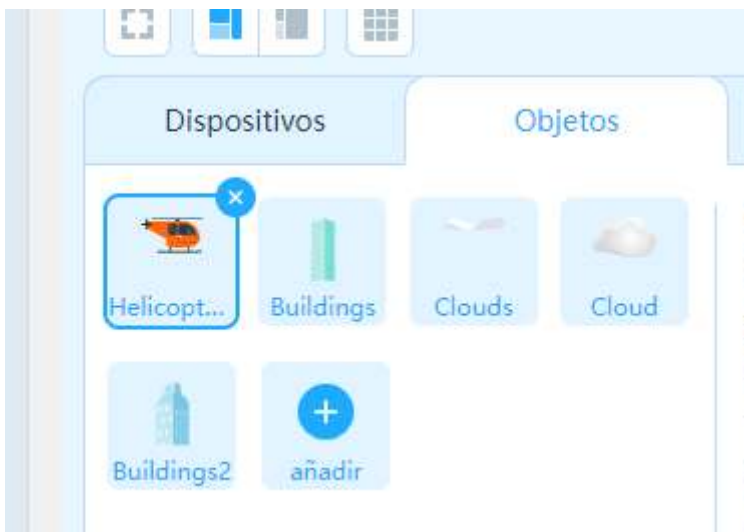 Dispositivos
Objetos
Helicopt...
Buildings
Clouds
Cloud
Buildings2
añadir